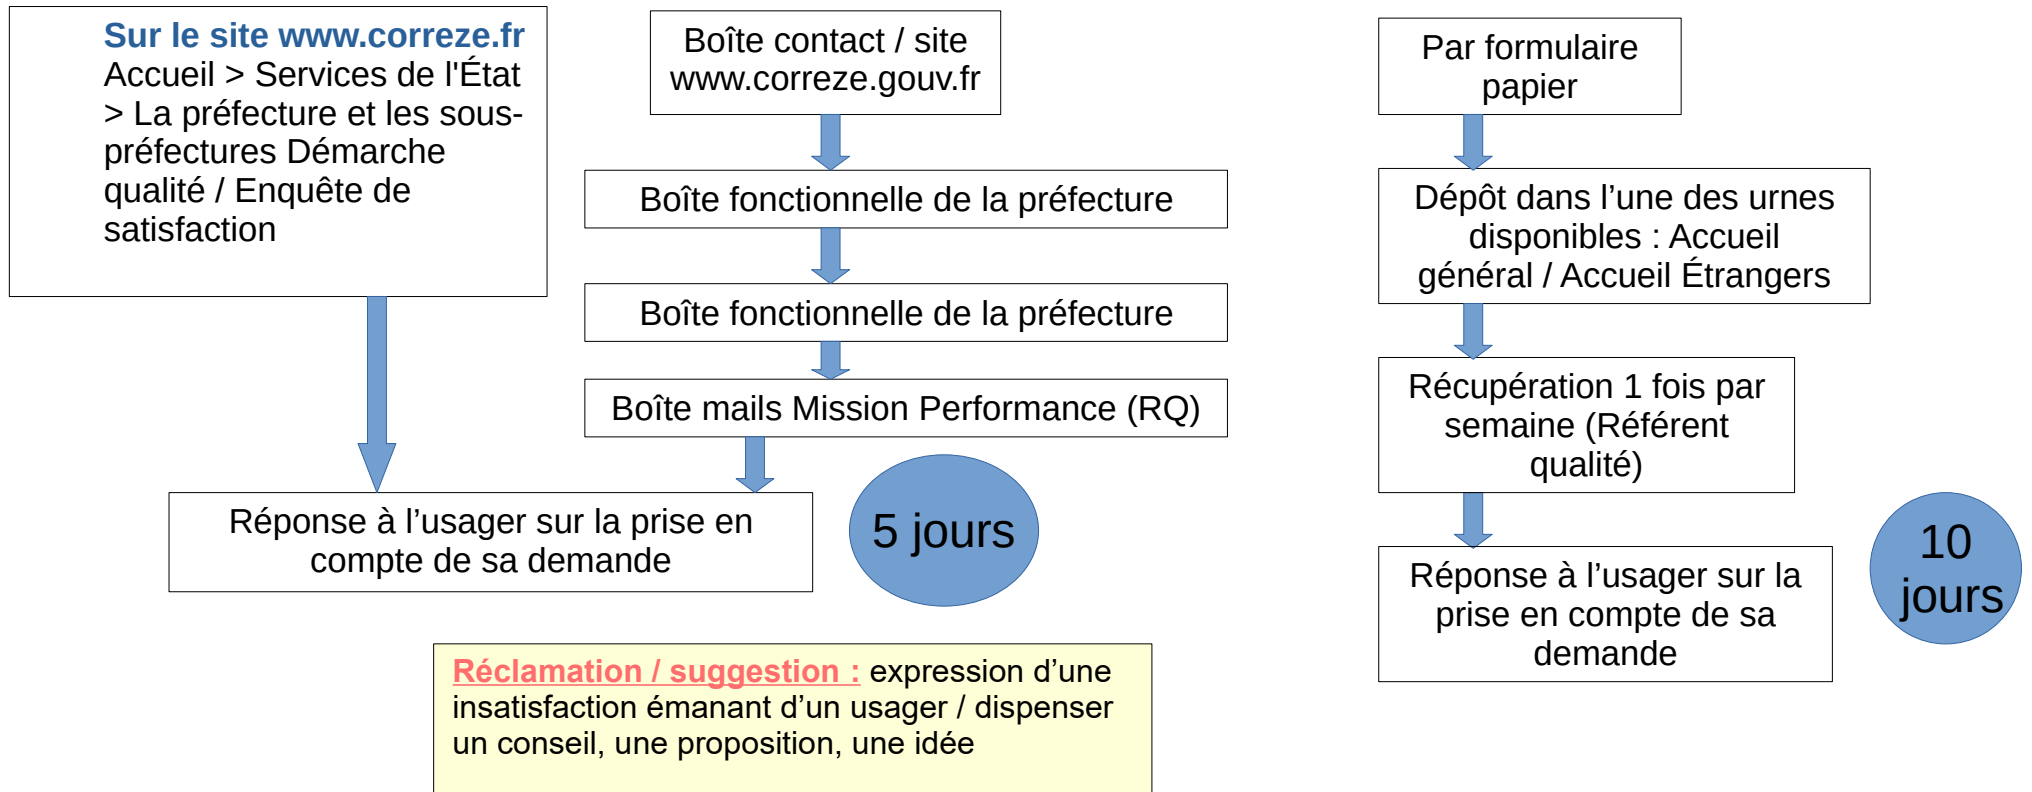 Sur le site www.correze.fr
Accueil > Services de l'État
> La préfecture et les sous-
préfectures Démarche
qualité / Enquête de
satisfaction
Boîte contact / site
www.correze.gouv.fr
Boîte fonctionnelle de la préfecture
Boîte fonctionnelle de la préfecture
Boîte mails Mission Performance (RQ)
Réponse à l’usager sur la prise en
compte de sa demande
5 jours
Par formulaire
papier
Dépôt dans l’une des urnes
disponibles : Accueil
général / Accueil Étrangers
Récupération 1 fois par
semaine (Référent
qualité)
Réponse à l’usager sur la
prise en compte de sa
demande
10
jours
Réclamation / suggestion : expression d’une
insatisfaction émanant d’un usager / dispenser
un conseil, une proposition, une idée